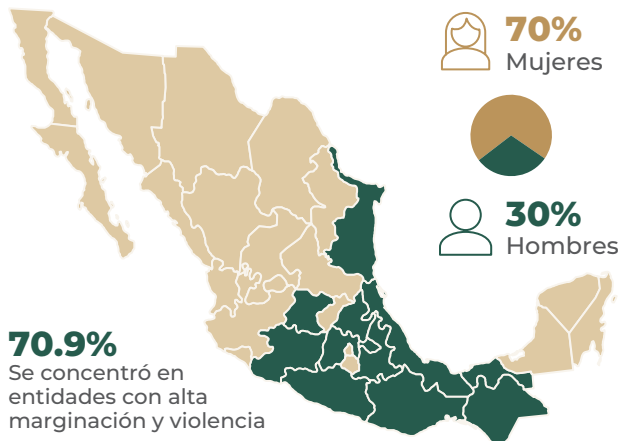 70%
Mujeres
30%
Hombres
70.9%
Se concentró en
entidades con alta
marginación y violencia